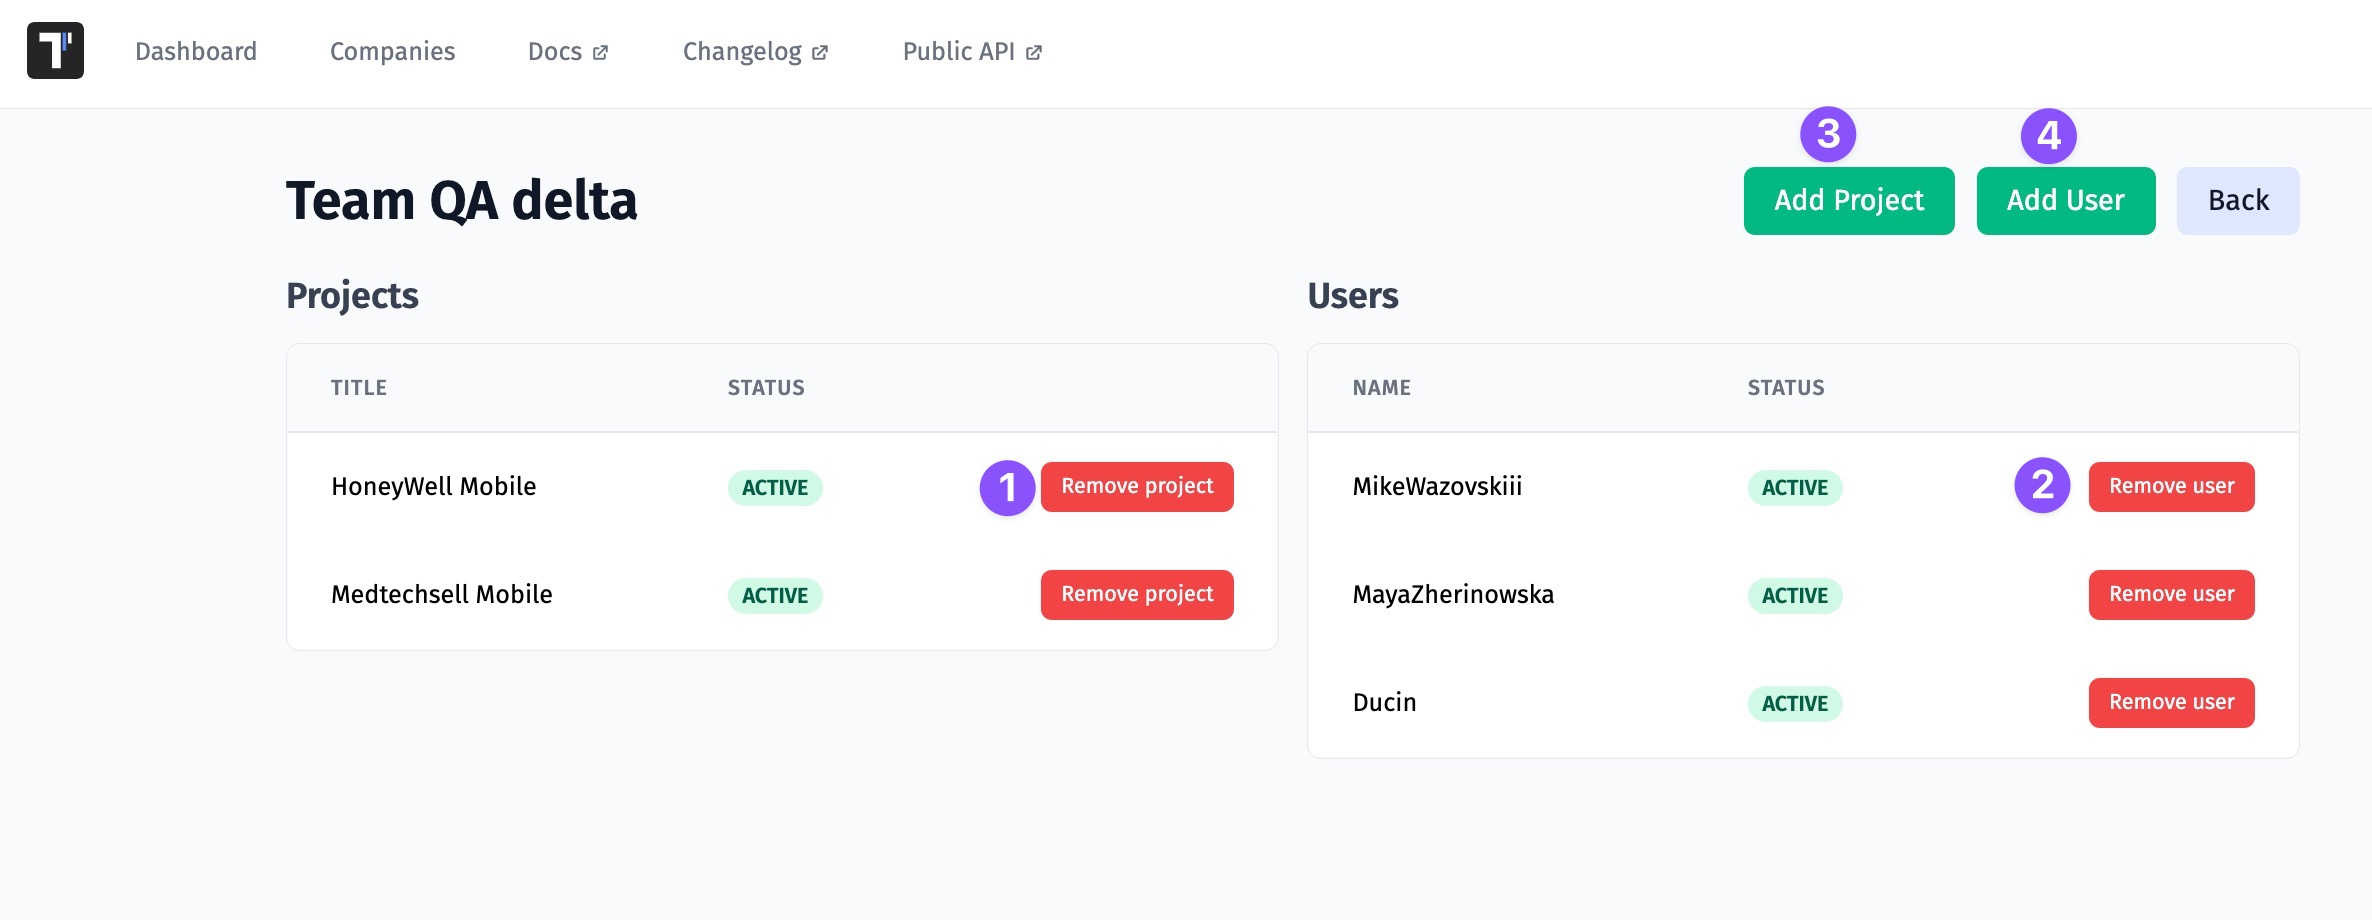 Dashboard Companies Docs Changelog Public API
3 4
Team QA delta Add Project Add User Back
Projects
TITLE STATUS
HoneyWell Mobile ACTIVE 1 Remove project
Medtechsell Mobile ACTIVE Remove project
Users
NAME STATUS
MikeWazovskiii ACTIVE 2 Remove user
MayaZherinowska ACTIVE Remove user
Ducin ACTIVE Remove user